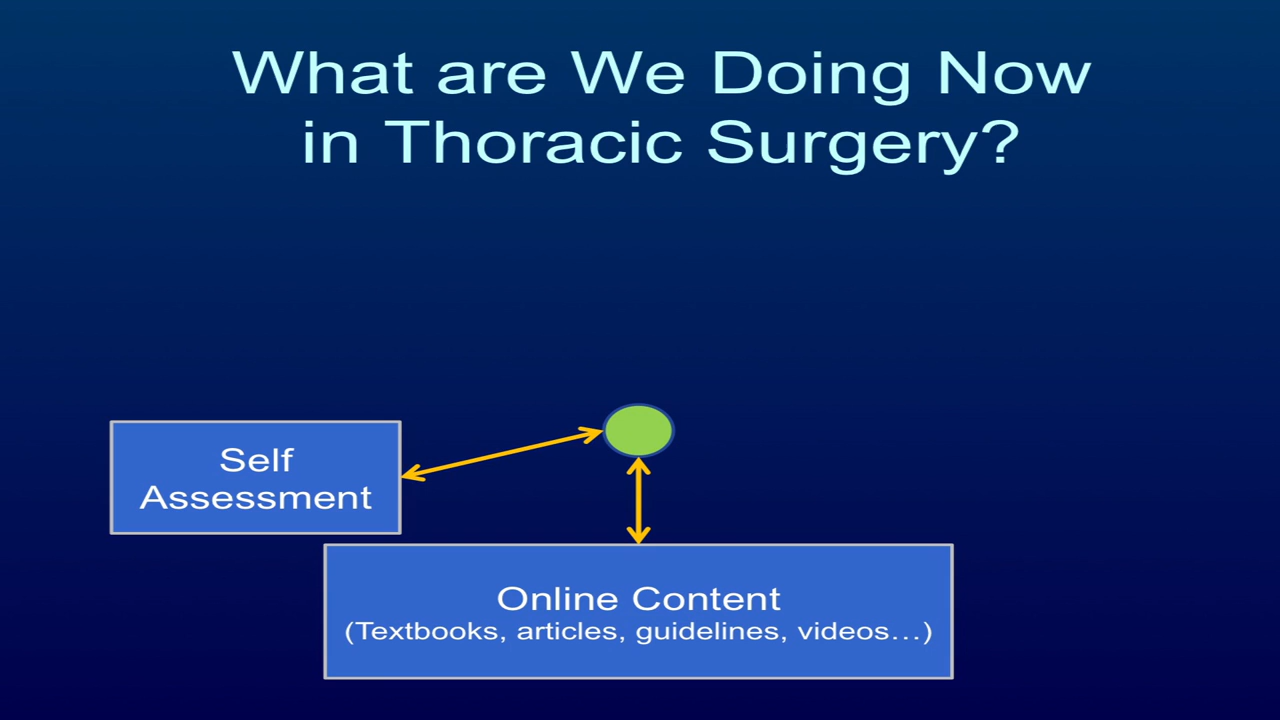 What are We Doing Now
in Thoracic Surgery?
Self
Assessment
Online Content
(Textbooks, articles, guidelines, videos...)